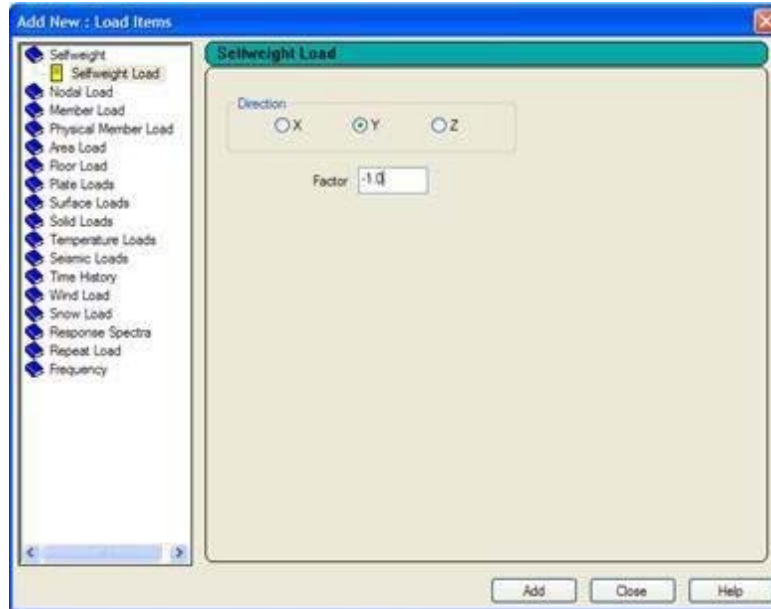 Add New : Load Items
Selfweight
Selfweight Load
Nodal Load
Member Load
Physical Member Load
Area Load
Floor Load
Plate Loads
Surface Loads
Solid Loads
Temperature Loads
Seismic Loads
Time History
Wind Load
Snow Load
Response Spectra
Repeat Load
Frequency
Selfweight Load
Direction
X Y Z
Factor -1.0
Add Close Help